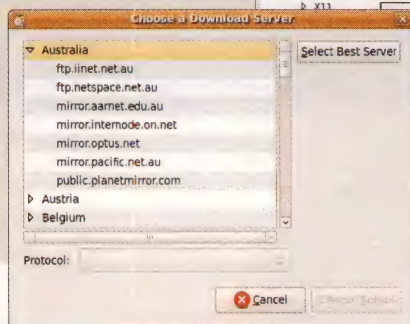 X11
Choose a Download Server
Australia
Select Best Server
ftp.iinet.net.au
ftp.netspace.net.au
mirror.aarnet.edu.au
mirror.internode.on.net
mirror.optus.net
mirror.pacific.net.au
public.planetmirror.com
Austria
Belgium
Protocol:
Cancel
Choose Server